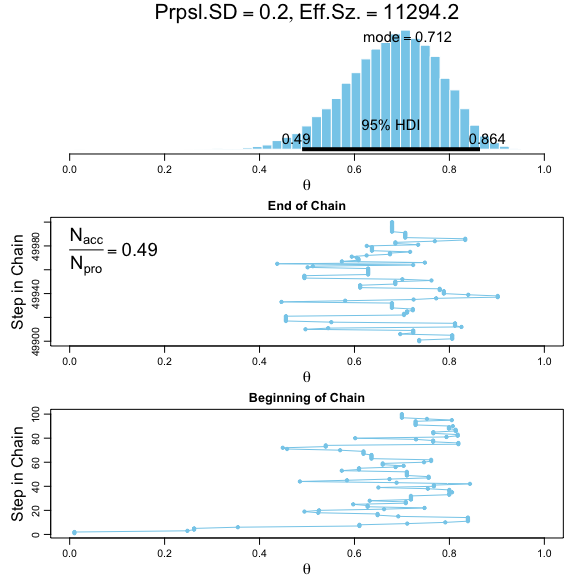 Prpsl.SD = 0.2, Eff.Sz. = 11294.2
mode = 0.712
95% HDI
0.49 0.864
0.0 0.2 0.4 0.6 0.8 1.0
θ
End of Chain
Step in Chain
49900 49940 49980
Nacc
Npro
= 0.49
0.0 0.2 0.4 0.6 0.8 1.0
θ
Beginning of Chain
Step in Chain
0 20 40 60 80 100
0.0 0.2 0.4 0.6 0.8 1.0
θ